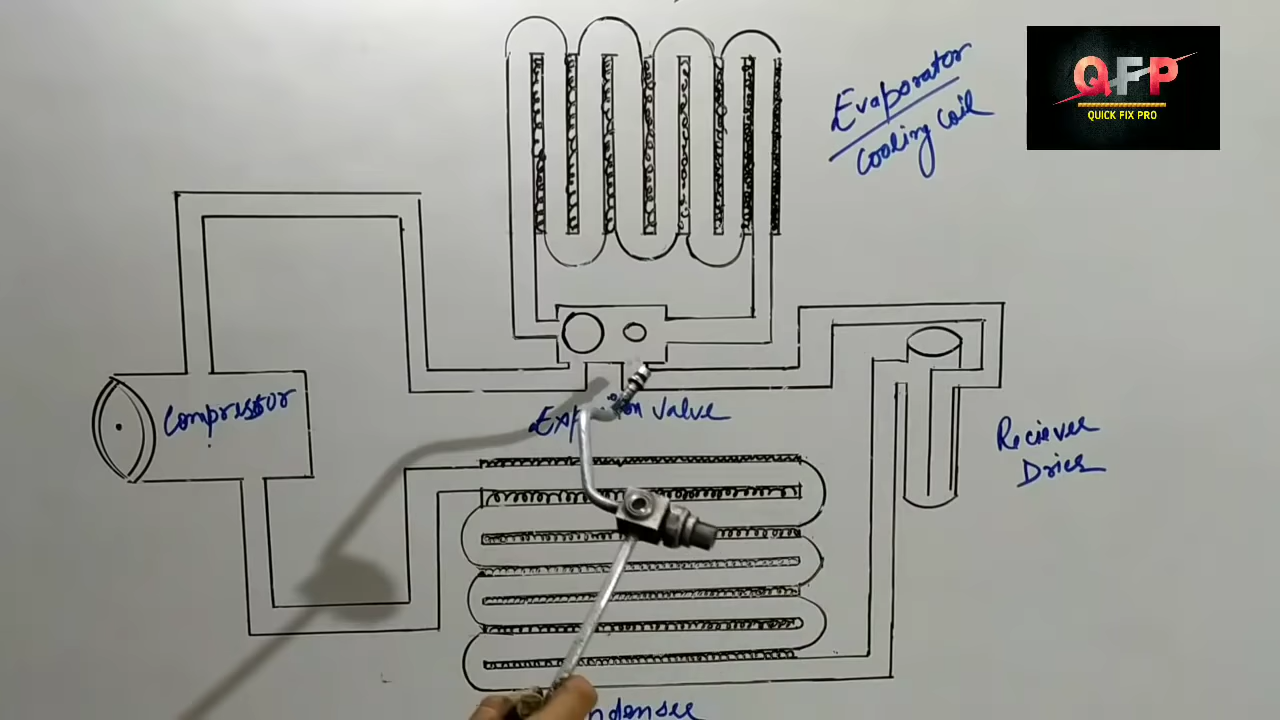 Evaporator
Cooling Coil
QFP
QUICK FIX PRO
Compressor
Valve
Reciever
Drier